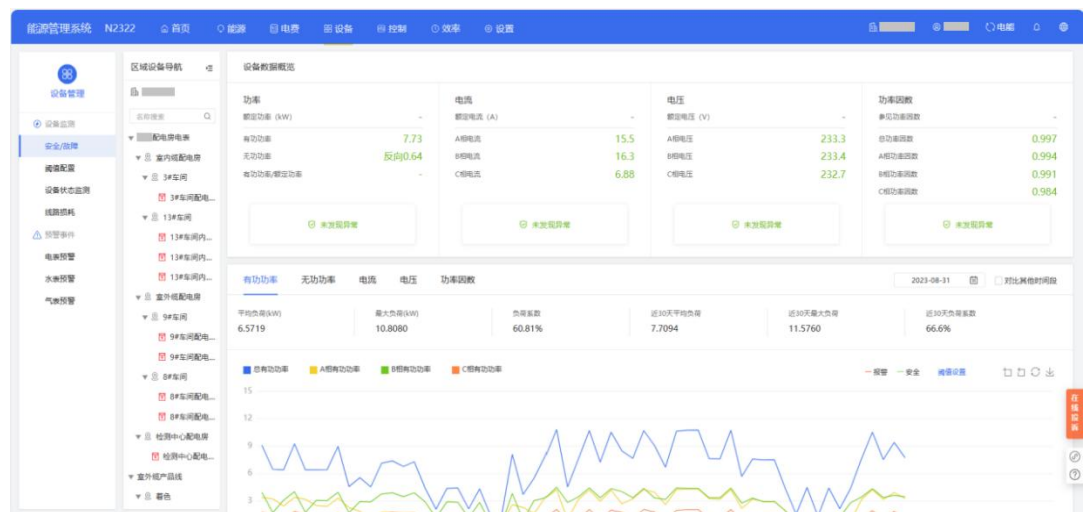 能源管理系统 N2322 首页 能源 电费 设备 控制 效率 设置 电能
设备管理
设备监测
安全/故障
阈值配置
设备状态监测
线路损耗
预警事件
电表预警
水表预警
气表预警
区域设备导航
名称搜索
配电房电表
室内组配电房
3#车间
3#车间配电...
13#车间
13#车间内...
13#车间内...
13#车间内...
室外组配电房
9#车间
9#车间配电...
9#车间配电...
8#车间
8#车间配电...
8#车间配电...
检测中心配电房
检测中心配电...
室外组产品线
着色
设备数据概览
功率
额定功率 (kW) -
有功功率 7.73
无功功率 反向0.64
有功功率/额定功率 -
未发现异常
电流
额定电流 (A) -
A相电流 15.5
B相电流 16.3
C相电流 6.88
未发现异常
电压
额定电压 (V) -
A相电压 233.3
B相电压 233.4
C相电压 232.7
未发现异常
功率因数
参见功率因数 -
总功率因数 0.997
A相功率因数 0.994
B相功率因数 0.991
C相功率因数 0.984
未发现异常
有功功率 无功功率 电流 电压 功率因数 2023-08-31 对比其他时间段
平均负荷(kW) 最大负荷(kW) 负荷系数 近30天平均负荷 近30天最大负荷 近30天负荷系数
6.5719 10.8080 60.81% 7.7094 11.5760 66.6%
总有功功率 A相有功功率 B相有功功率 C相有功功率 报警 安全 阈值设置
15
12
9
6
3
在线投诉